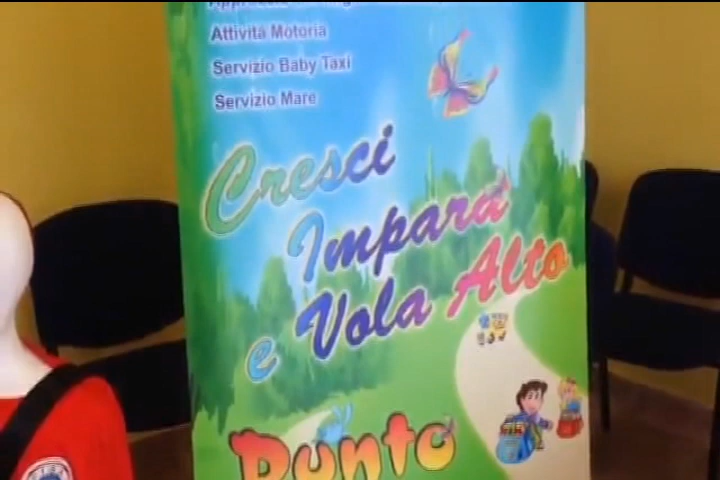 Attività Motoria
Servizio Baby Taxi
Servizio Mare
Cresci
Impara
e Vola Alto
Punto